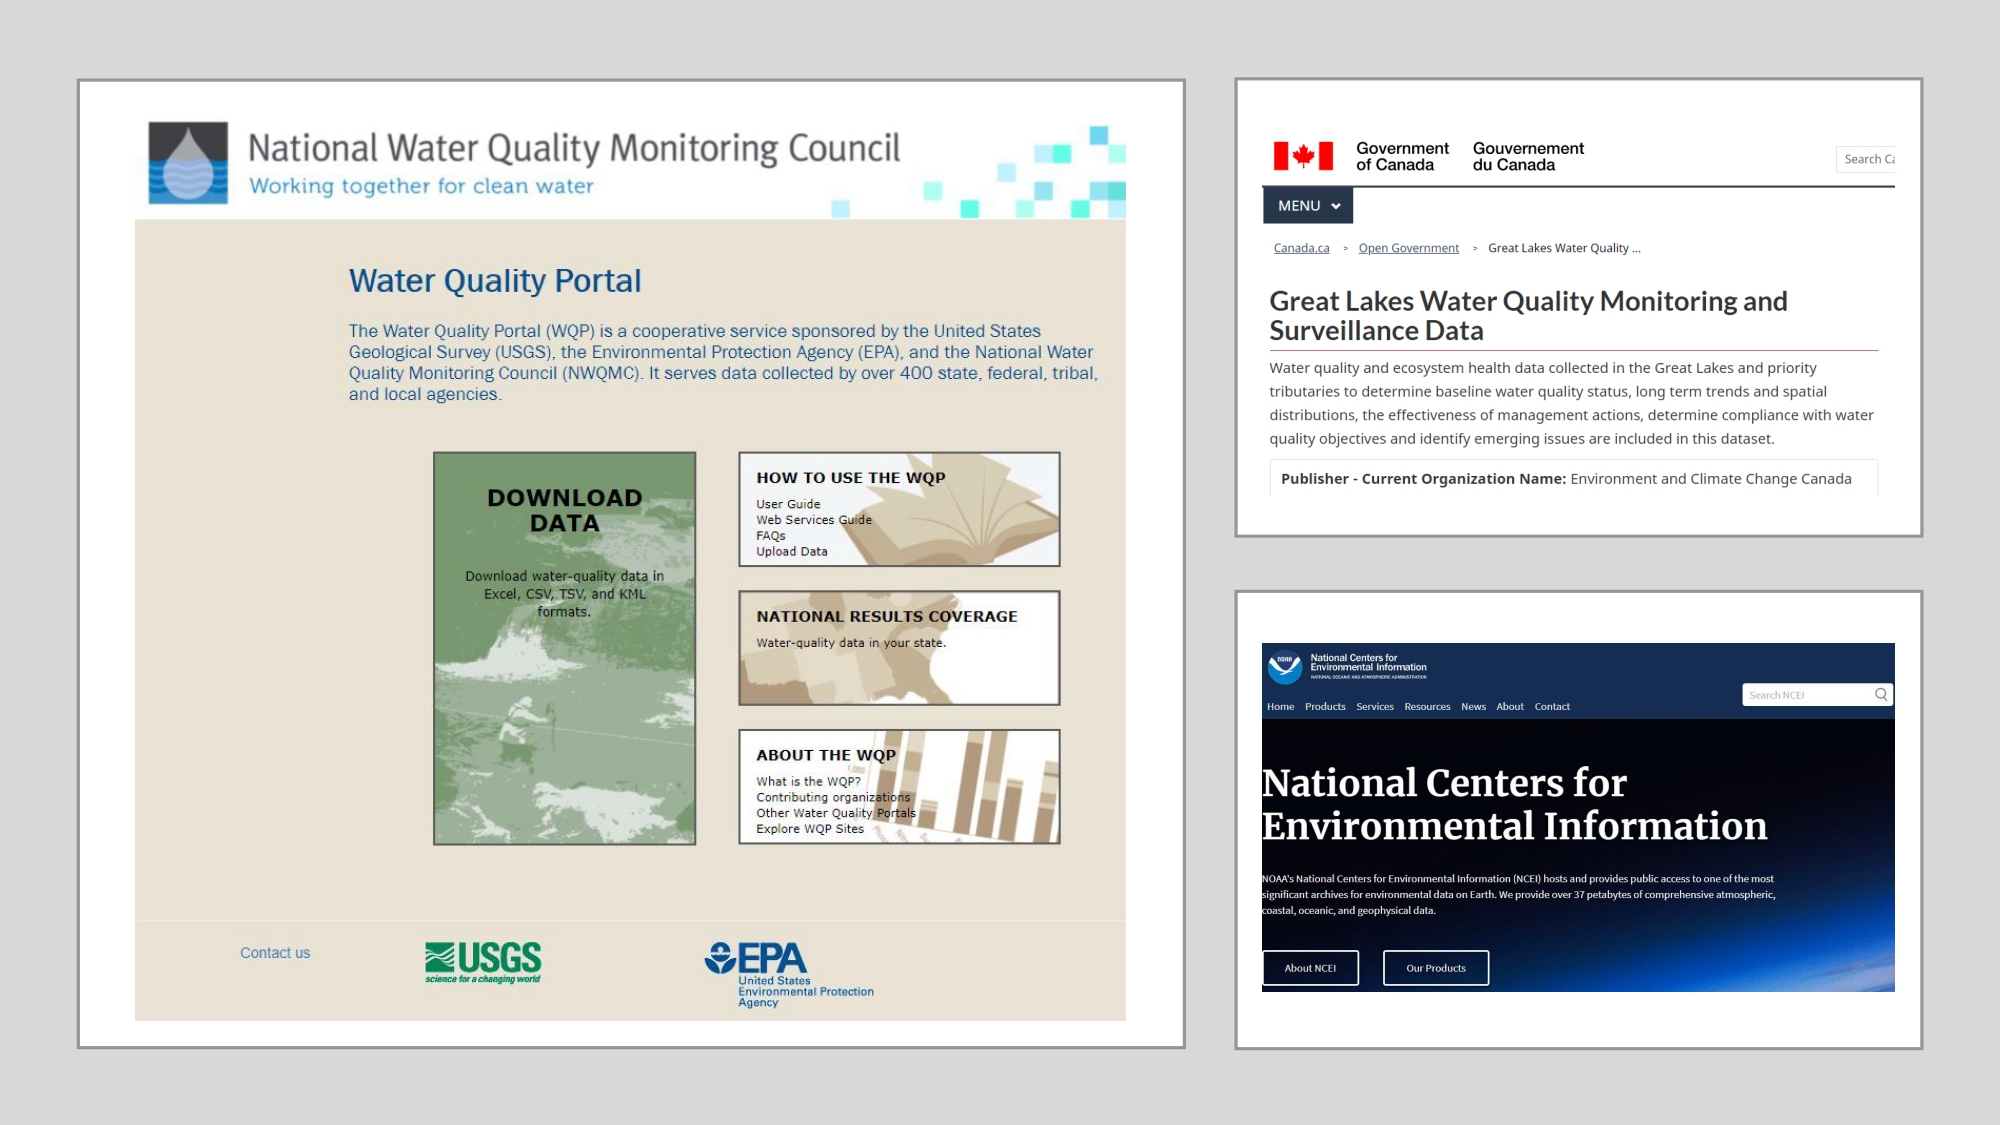 National Water Quality Monitoring Council
Working together for clean water
Water Quality Portal
The Water Quality Portal (WQP) is a cooperative service sponsored by the United States
Geological Survey (USGS), the Environmental Protection Agency (EPA), and the National Water
Quality Monitoring Council (NWQMC). It serves data collected by over 400 state, federal, tribal,
and local agencies.
DOWNLOAD
DATA
Download water-quality data in
Excel, CSV, TSV, and KML
formats.
HOW TO USE THE WQP
User Guide
Web Services Guide
FAQs
Upload Data
NATIONAL RESULTS COVERAGE
Water-quality data in your state.
ABOUT THE WQP
What is the WQP?
Contributing organizations
Other Water Quality Portals
Explore WQP Sites
1,000
Contact us
USGS
science for a changing world
EPA
United States
Environmental Protection
Agency
Government
of Canada
Gouvernement
du Canada
Search Ca
MENU
Canada.ca > Open Government > Great Lakes Water Quality ...
Great Lakes Water Quality Monitoring and
Surveillance Data
Water quality and ecosystem health data collected in the Great Lakes and priority
tributaries to determine baseline water quality status, long term trends and spatial
distributions, the effectiveness of management actions, determine compliance with water
quality objectives and identify emerging issues are included in this dataset.
Publisher - Current Organization Name: Environment and Climate Change Canada
NOAA
National Centers for
Environmental Information
NATIONAL OCEANIC AND ATMOSPHERIC ADMINISTRATION
Search NCEI
Home Products Services Resources News About Contact
National Centers for
Environmental Information
NOAA's National Centers for Environmental Information (NCEI) hosts and provides public access to one of the most
significant archives for environmental data on Earth. We provide over 37 petabytes of comprehensive atmospheric,
coastal, oceanic, and geophysical data.
About NCEI
Our Products